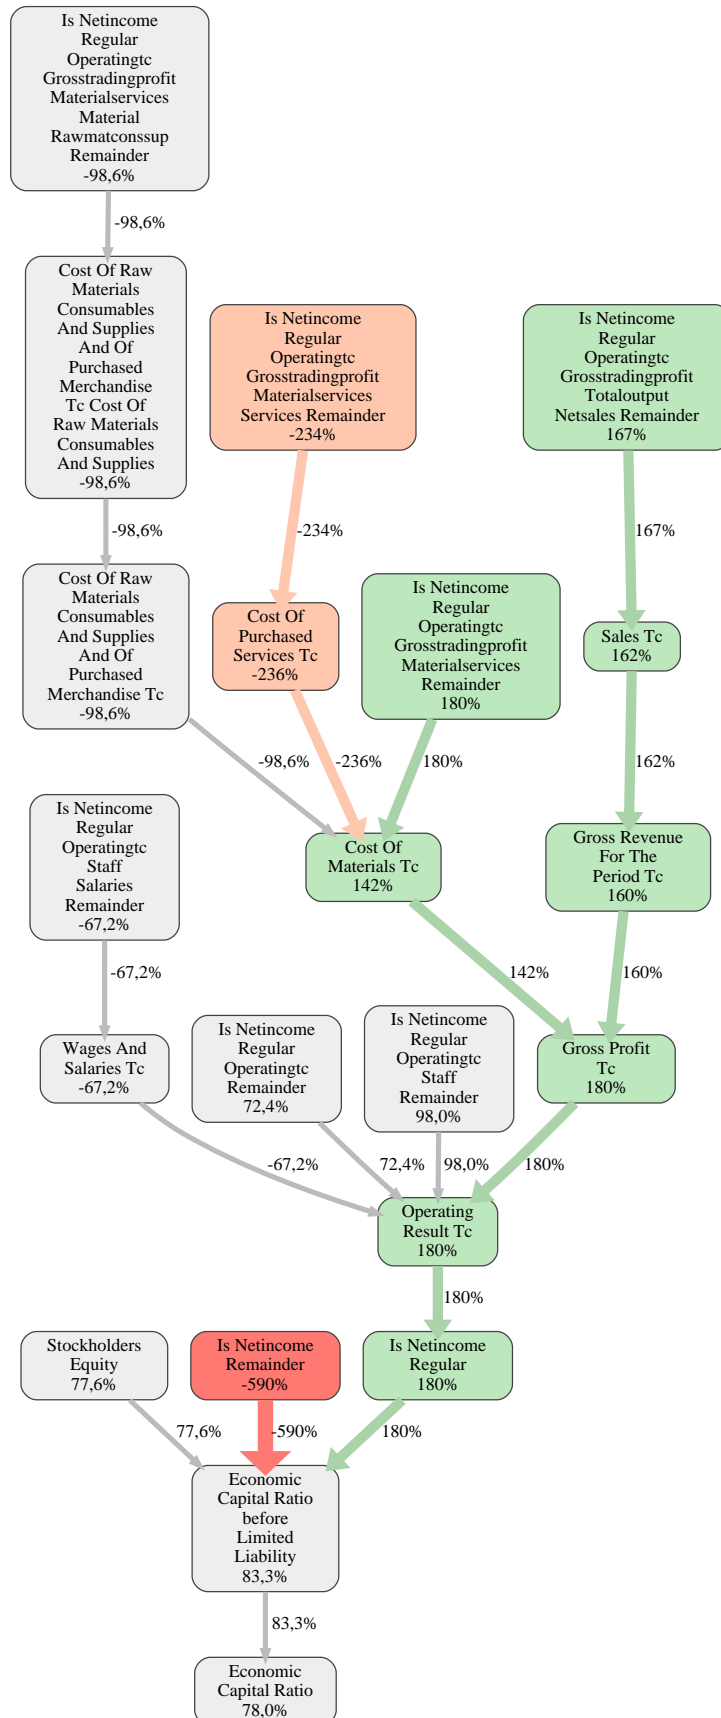 Is Netincome
Regular
Operatingtc
Grosstradingprofit
Materialservices
Material
Rawmatconssup
Remainder
-98,6%
-98,6%
Cost Of Raw
Materials
Consumables
And Supplies
And Of
Purchased
Merchandise
Tc Cost Of
Raw Materials
Consumables
And Supplies
-98,6%
Is Netincome
Regular
Operatingtc
Grosstradingprofit
Materialservices
Services Remainder
-234%
Is Netincome
Regular
Operatingtc
Grosstradingprofit
Totaloutput
Netsales Remainder
167%
-98,6%
-234%
167%
Cost Of Raw
Materials
Consumables
And Supplies
And Of
Purchased
Merchandise Tc
-98,6%
Cost Of
Purchased
Services Tc
-236%
Is Netincome
Regular
Operatingtc
Grosstradingprofit
Materialservices
Remainder
180%
Sales Tc
162%
-98,6%
-236%
180%
162%
Is Netincome
Regular
Operatingtc
Staff
Salaries
Remainder
-67,2%
Cost Of
Materials Tc
142%
Gross Revenue
For The
Period Tc
160%
-67,2%
142%
160%
Wages And
Salaries Tc
-67,2%
Is Netincome
Regular
Operatingtc
Remainder
72,4%
Is Netincome
Regular
Operatingtc
Staff
Remainder
98,0%
Gross Profit
Tc
180%
-67,2%
72,4%
98,0%
180%
Operating
Result Tc
180%
180%
Stockholders
Equity
77,6%
Is Netincome
Remainder
-590%
Is Netincome
Regular
180%
77,6%
-590%
180%
Economic
Capital Ratio
before
Limited
Liability
83,3%
83,3%
Economic
Capital Ratio
78,0%